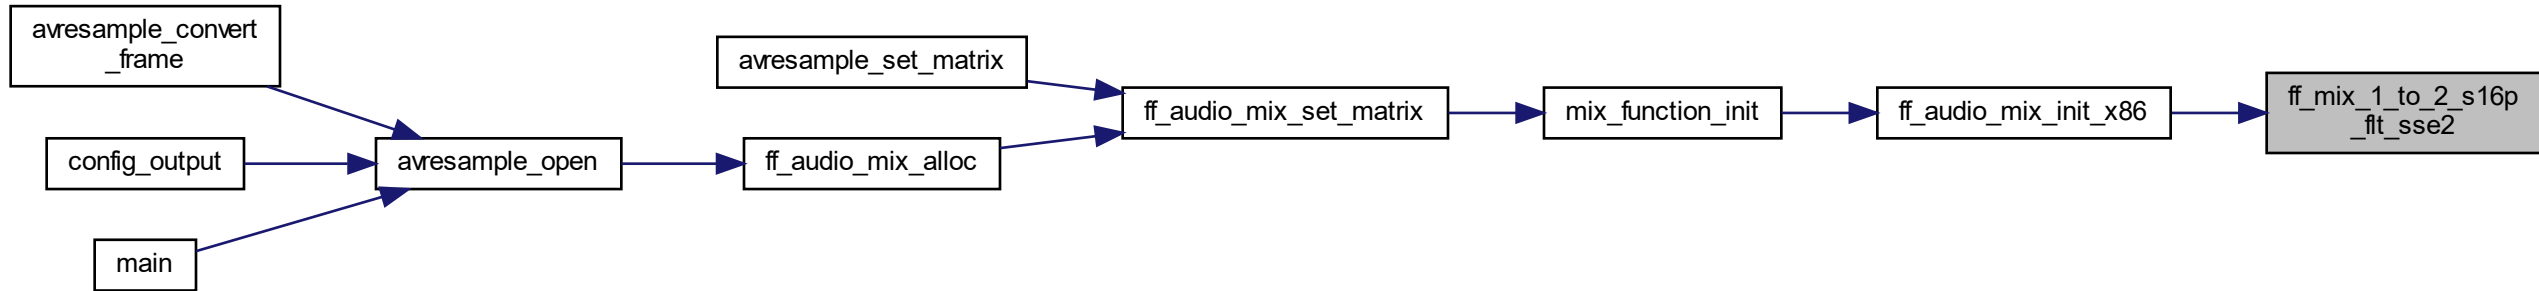 avresample_convert
_frame
config_output
main
avresample_open
avresample_set_matrix
ff_audio_mix_alloc
ff_audio_mix_set_matrix
mix_function_init
ff_audio_mix_init_x86
ff_mix_1_to_2_s16p
_flt_sse2